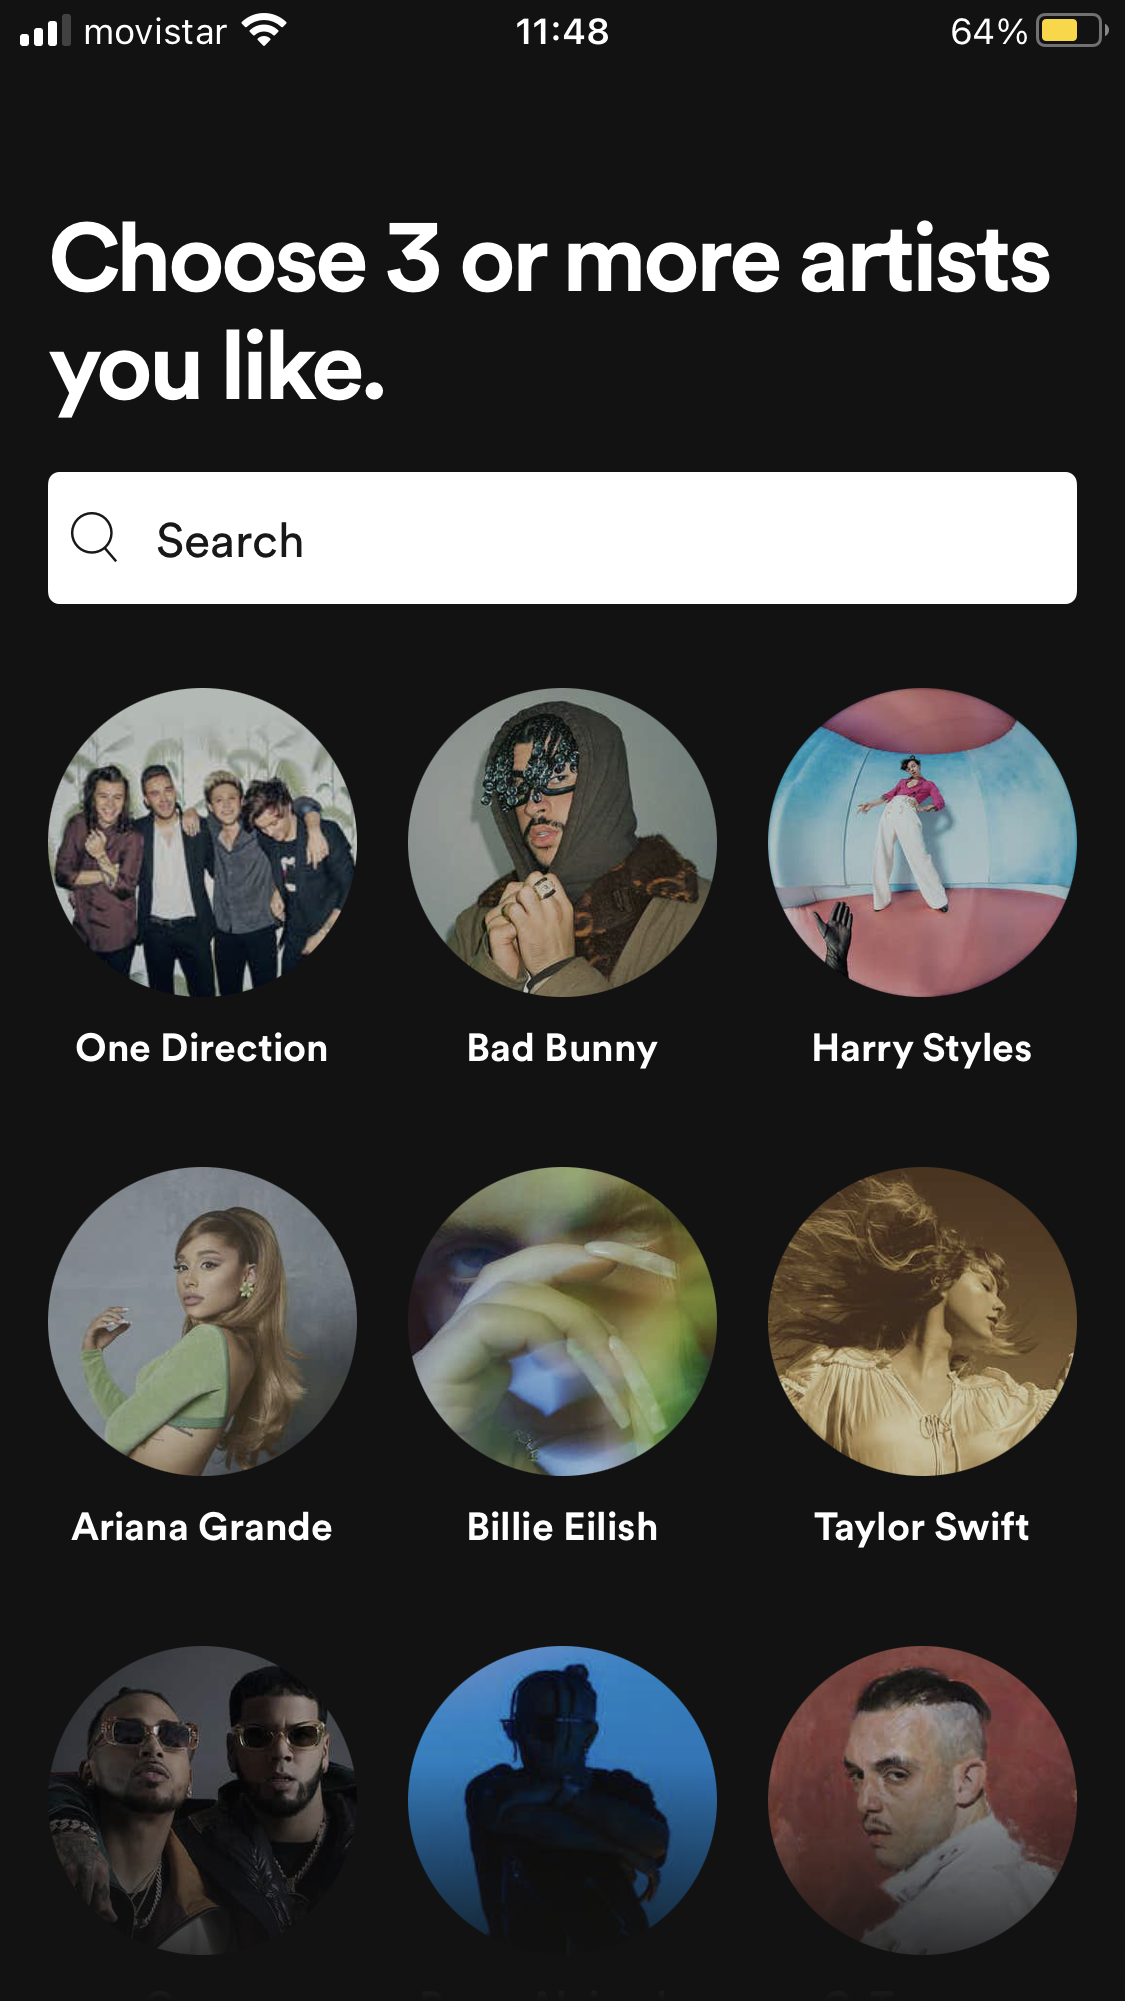 movistar 11:48 64%
Choose 3 or more artists
you like.
Search
One Direction Bad Bunny Harry Styles
Ariana Grande Billie Eilish Taylor Swift